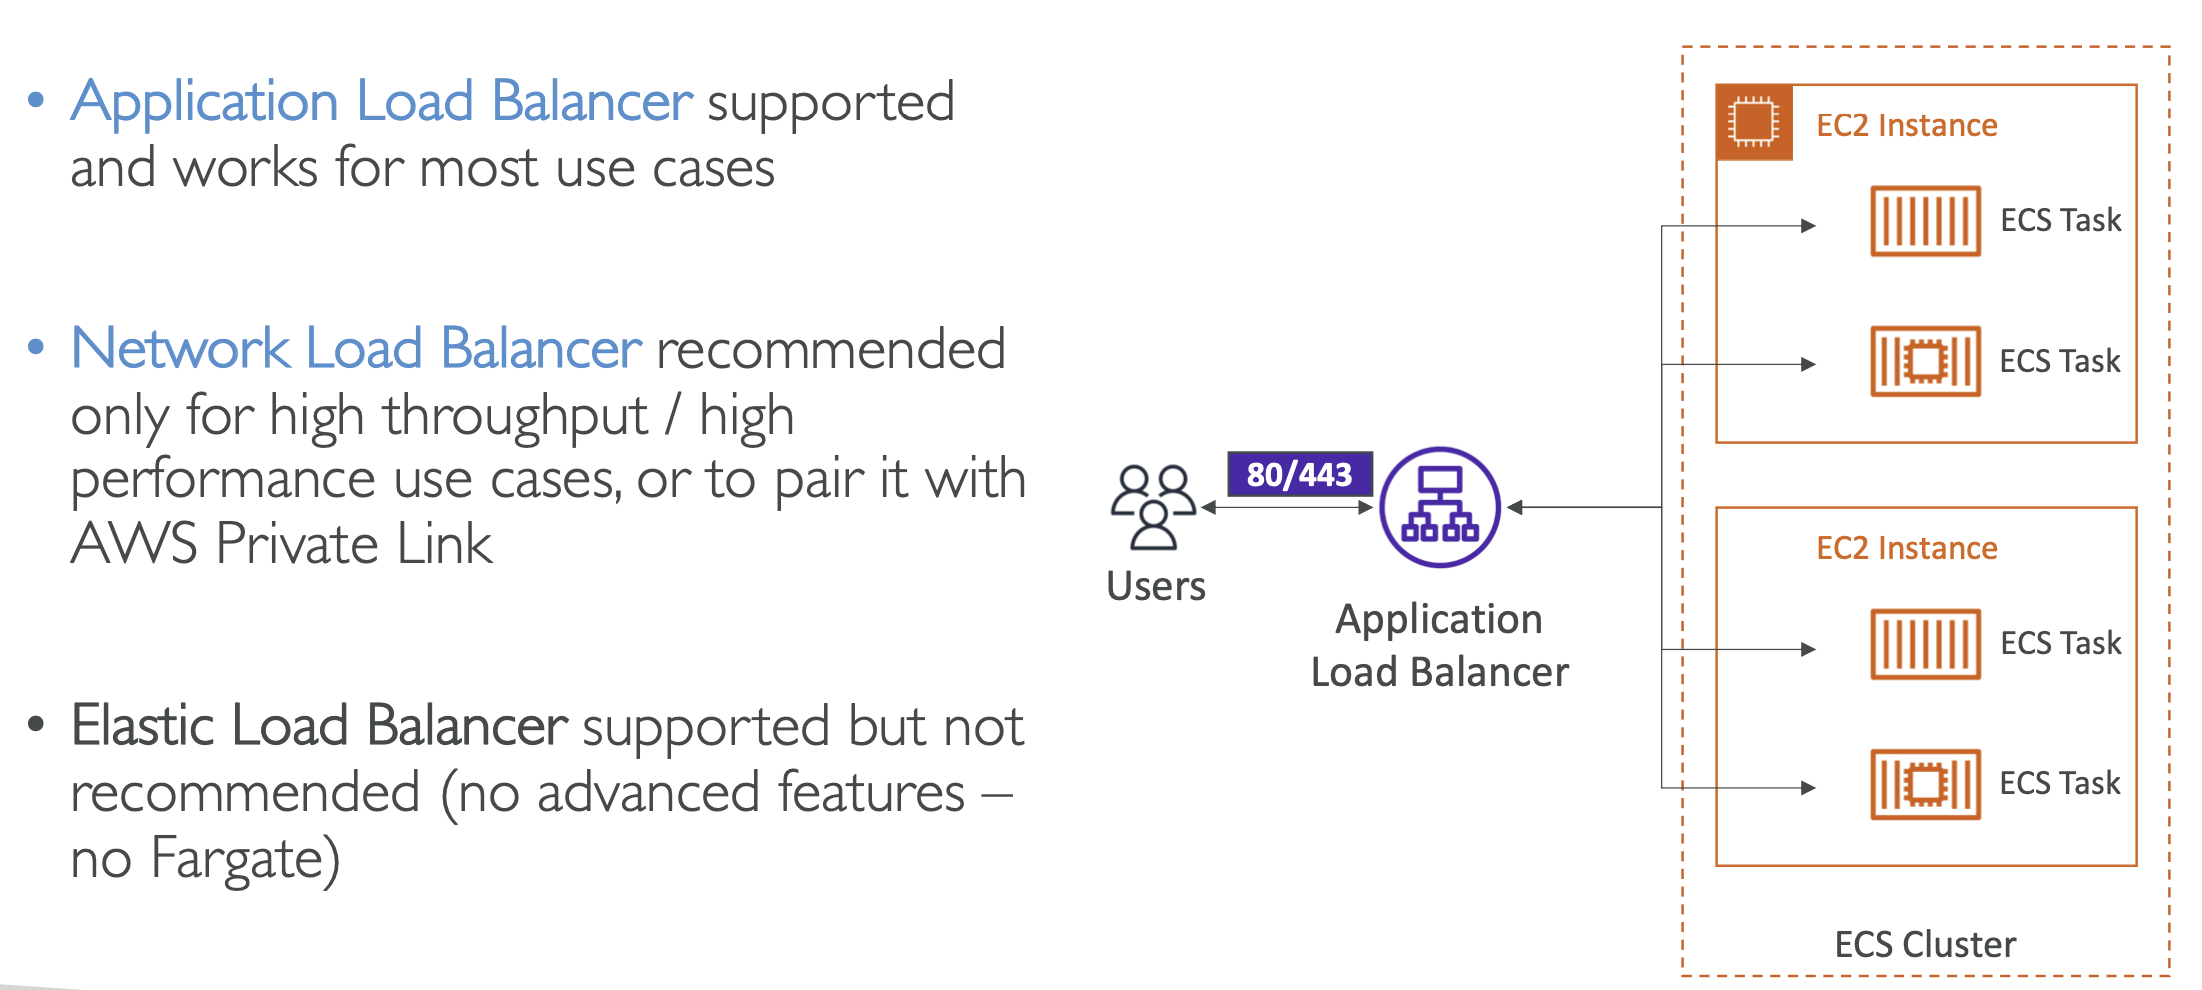 • Application Load Balancer supported
and works for most use cases
• Network Load Balancer recommended
only for high throughput / high
performance use cases, or to pair it with
AWS Private Link
• Elastic Load Balancer supported but not
recommended (no advanced features –
no Fargate)
Users
80/443
Application
Load Balancer
EC2 Instance
ECS Task
ECS Task
EC2 Instance
ECS Task
ECS Task
ECS Cluster